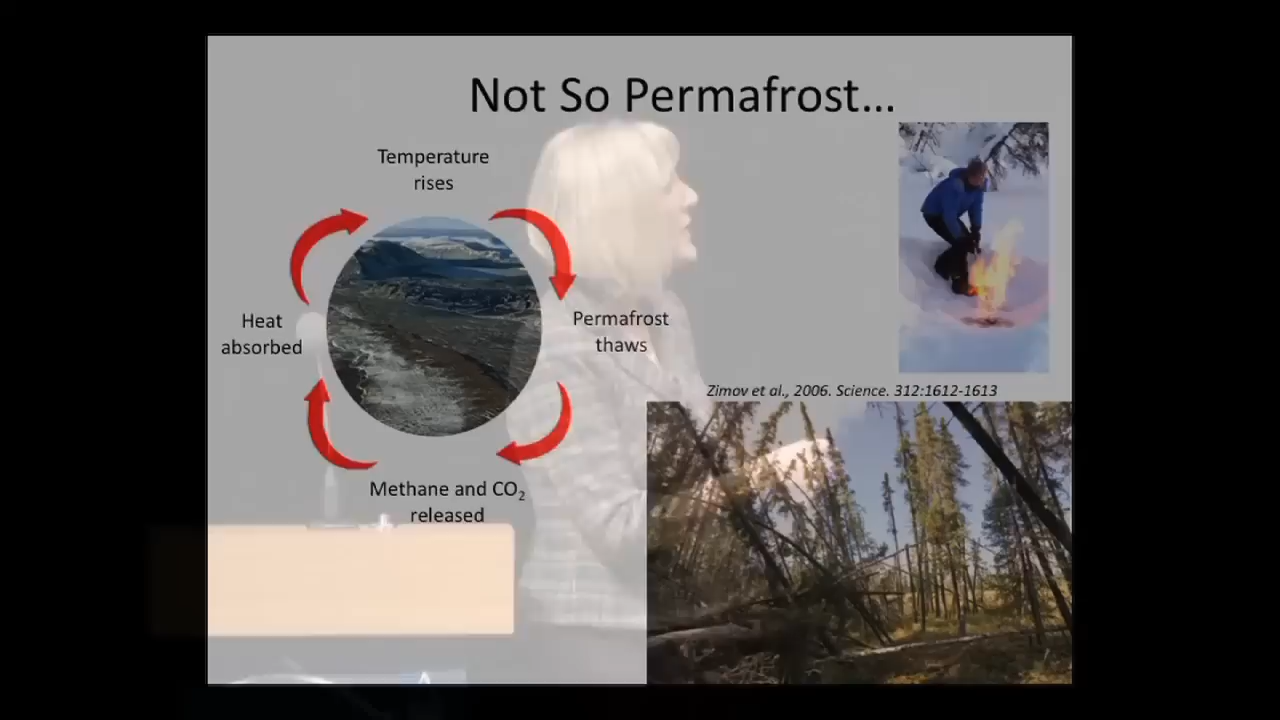 Not So Permafrost...
Temperature
rises
Permafrost
thaws
Methane and CO₂
released
Heat
absorbed
Zimov et al., 2006. Science. 312:1612-1613